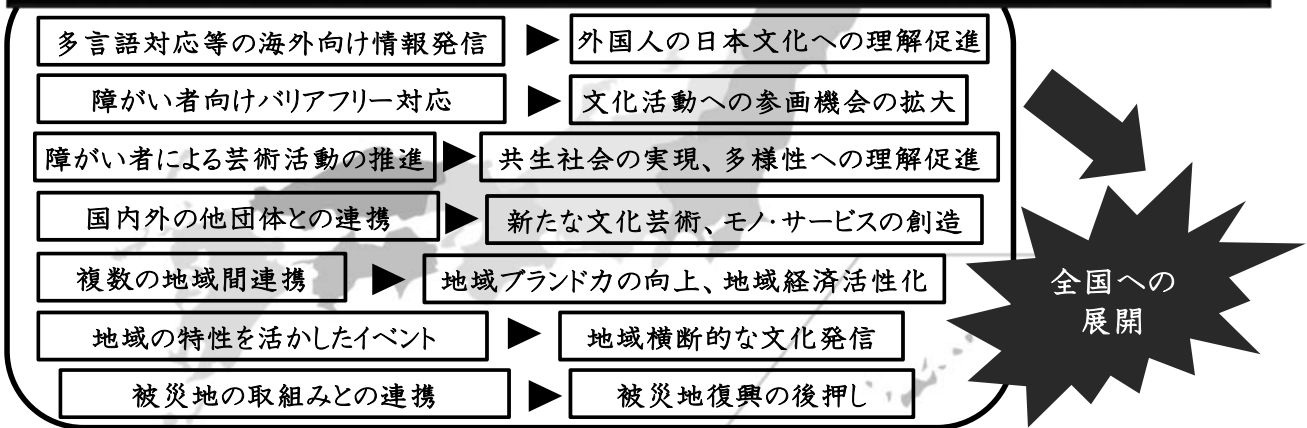 多言語対応等の海外向け情報発信 ▶ 外国人の日本文化への理解促進
障がい者向けバリアフリー対応 ▶ 文化活動への参画機会の拡大
障がい者による芸術活動の推進 ▶ 共生社会の実現、多様性への理解促進
国内外の他団体との連携 ▶ 新たな文化芸術、モノ・サービスの創造
複数の地域間連携 ▶ 地域ブランド力の向上、地域経済活性化
地域の特性を活かしたイベント ▶ 地域横断的な文化発信
被災地の取組みとの連携 ▶ 被災地復興の後押し
全国への
展開